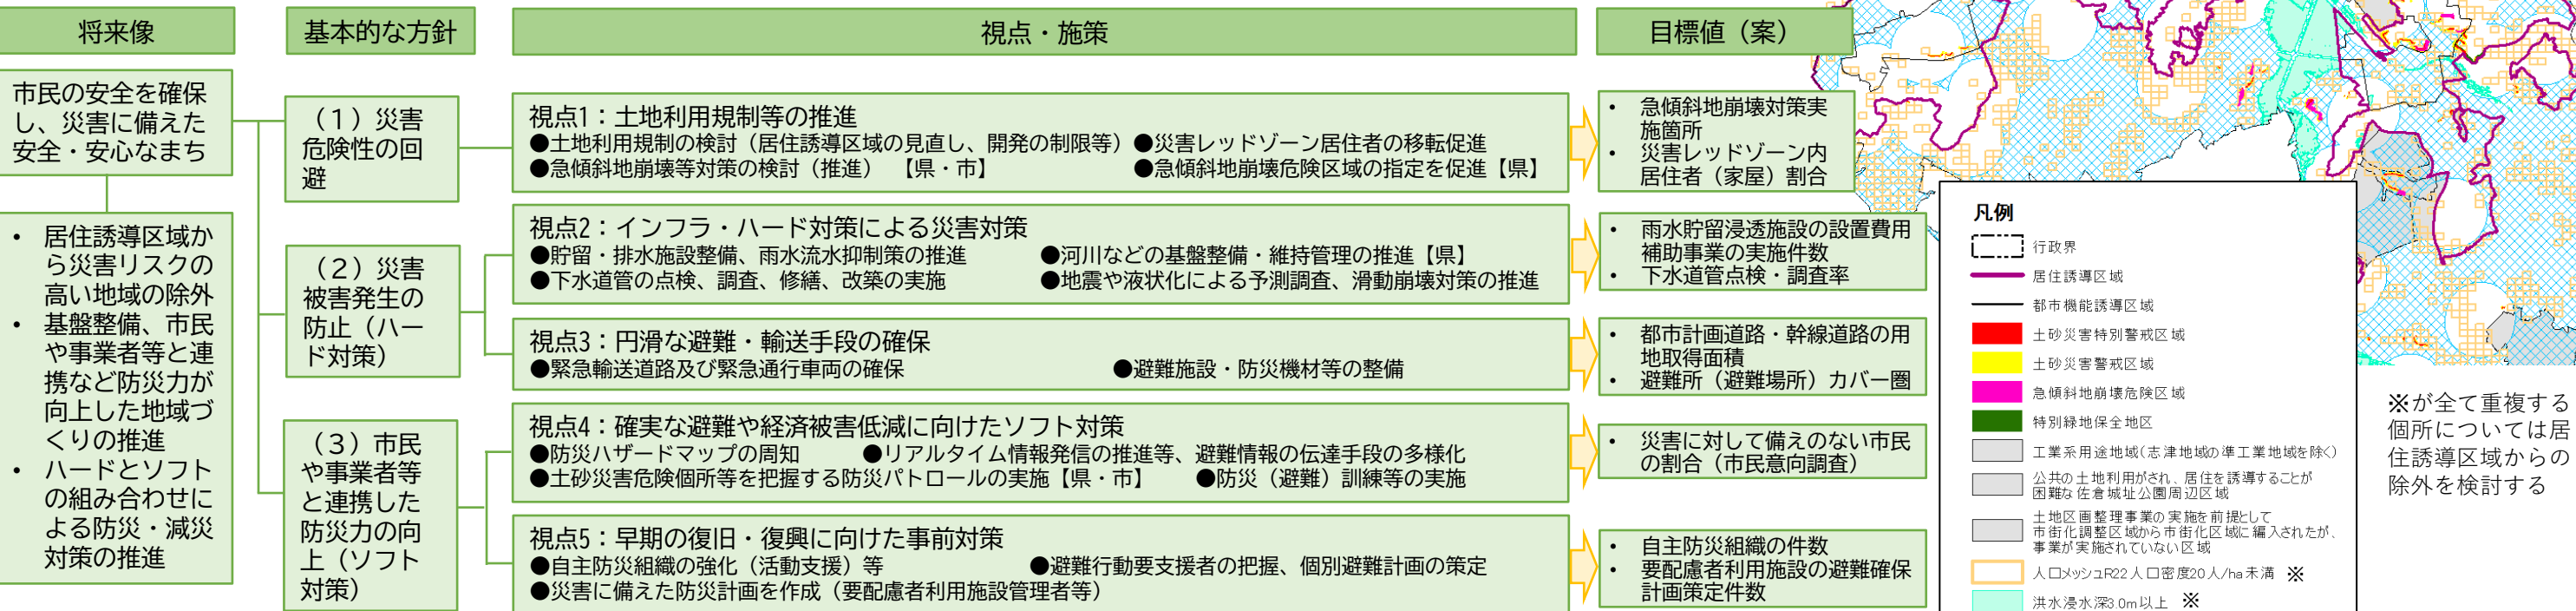 将来像
基本的な方針
視点・施策
目標値（案）
市民の安全を確保
し、災害に備えた
安全・安心なまち
・ 居住誘導区域か
ら災害リスクの
高い地域の除外
・ 基盤整備、市民
や事業者等と連
携など防災力が
向上した地域づ
くりの推進
・ ハードとソフト
の組み合わせに
よる防災・減災
対策の推進
（1）災害
危険性の回
避
（2）災害
被害発生の
防止（ハー
ド対策）
（3）市民
や事業者等
と連携した
防災力の向
上（ソフト
対策）
視点1：土地利用規制等の推進
●土地利用規制の検討（居住誘導区域の見直し、開発の制限等）●災害レッドゾーン居住者の移転促進
●急傾斜地崩壊等対策の検討（推進） 【県・市】 ●急傾斜地崩壊危険区域の指定を促進【県】
・ 急傾斜地崩壊対策実
施箇所
・ 災害レッドゾーン内
居住者（家屋）割合
視点2：インフラ・ハード対策による災害対策
●貯留・排水施設整備、雨水流水抑制策の推進 ●河川などの基盤整備・維持管理の推進【県】
●下水道管の点検、調査、修繕、改築の実施 ●地震や液状化による予測調査、滑動崩壊対策の推進
・ 雨水貯留浸透施設の設置費用
補助事業の実施件数
・ 下水道管点検・調査率
視点3：円滑な避難・輸送手段の確保
●緊急輸送道路及び緊急通行車両の確保 ●避難施設・防災機材等の整備
・ 都市計画道路・幹線道路の用
地取得面積
・ 避難所（避難場所）カバー圏
視点4：確実な避難や経済被害低減に向けたソフト対策
●防災ハザードマップの周知 ●リアルタイム情報発信の推進等、避難情報の伝達手段の多様化
●土砂災害危険個所等を把握する防災パトロールの実施【県・市】 ●防災（避難）訓練等の実施
・ 災害に対して備えのない市民
の割合（市民意向調査）
視点5：早期の復旧・復興に向けた事前対策
●自主防災組織の強化（活動支援）等 ●避難行動要支援者の把握、個別避難計画の策定
●災害に備えた防災計画を作成（要配慮者利用施設管理者等）
・ 自主防災組織の件数
・ 要配慮者利用施設の避難確保
計画策定件数
凡例
行政界
居住誘導区域
都市機能誘導区域
土砂災害特別警戒区域
土砂災害警戒区域
急傾斜地崩壊危険区域
特別緑地保全地区
工業系用途地域（志津地域の準工業地域を除く）
公共の土地利用がされ、居住を誘導することが
困難な佐倉城址公園周辺区域
土地区画整理事業の実施を前提として
市街化調整区域から市街化区域に編入されたが、
事業が実施されていない区域
人口メッシュR22人口密度20人/ha未満 ※
洪水浸水深3.0m以上 ※
※が全て重複する
個所については居
住誘導区域からの
除外を検討する